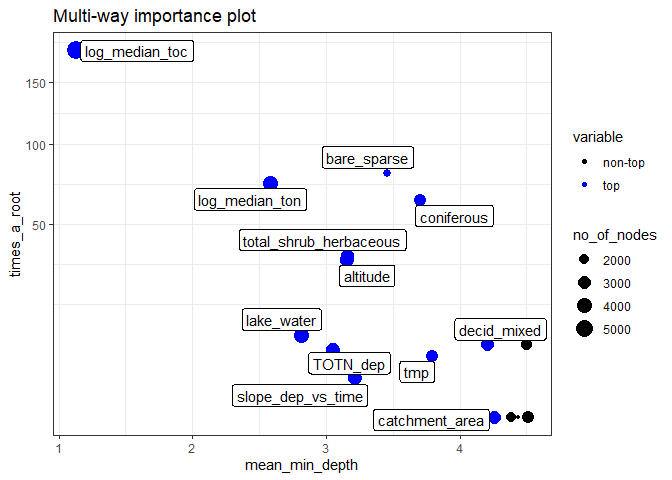 Multi-way importance plot
log_median_toc
150
variable
100
bare_sparse
non-top
top
log_median_ton
coniferous
times_a_root
50
no_of_nodes
total_shrub_herbaceous
2000
altitude
3000
4000
lake_water
decid_mixed
5000
TOTN_dep
tmp
slope_dep_vs_time
catchment_area
1
2
3
4
mean_min_depth